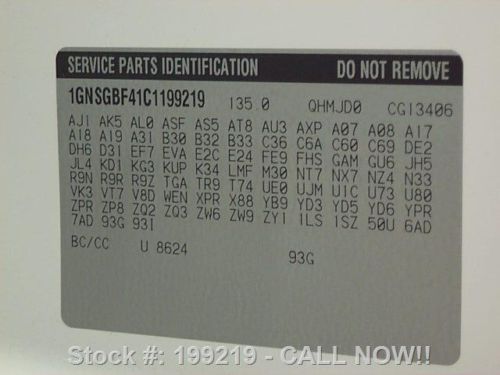 SERVICE PARTS IDENTIFICATION DO NOT REMOVE
1GNSGBF41C1199219 135.0 QHMJD0 CG13406
AJ1 AK5 AL0 ASF AS5 AT8 AU3 AXP A07 A08 A17
A18 A19 A31 B30 B32 B33 C36 C6A C60 C69 DE2
DH6 D31 EF7 EVA E2C E24 FE9 FHS GAM GU6 JH5
JL4 KD1 KG3 KUP K34 LMF M30 NT7 NX7 NZ4 N33
R9N R9R R9Z TGA TR9 T74 UE0 UJM U1C U73 U80
VK3 VT7 V8D WEN XPR X88 YB9 YD3 YD5 YD6 YPR
ZPR ZP8 ZQ2 ZQ3 ZW6 ZW9 ZY1 1LS 1SZ 50U 6AD
7AD 93G 93I
BC/CC U 8624 93G
Stock #: 199219 - CALL NOW!!